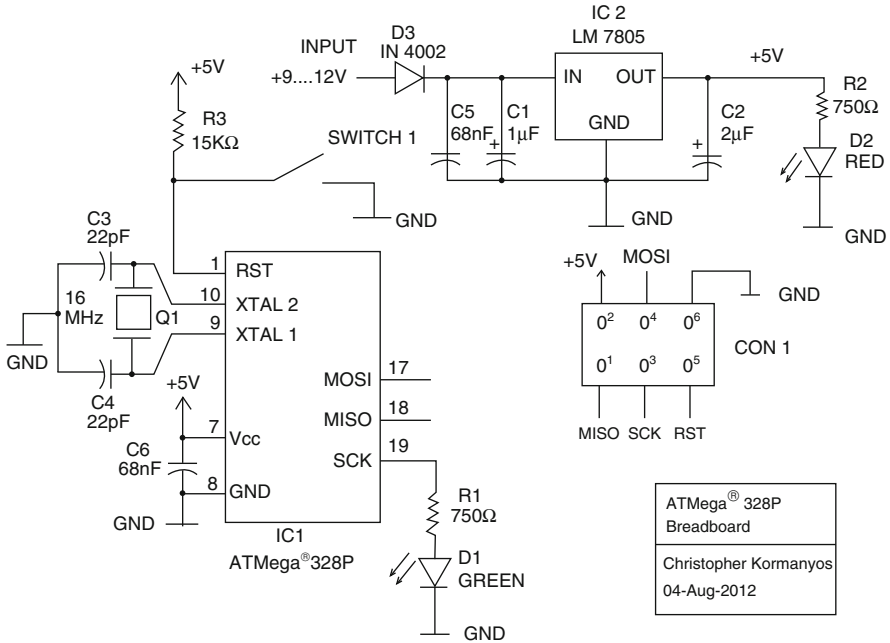 IC 2
LM 7805
D3
IN 4002
INPUT
+9....12V
IN
OUT
GND
+5V
C5
68nF
C1
1µF
+
C2
2µF
+
R2
750Ω
D2
RED
GND
GND
+5V
R3
15KΩ
SWITCH 1
GND
C3
22pF
16
MHz
Q1
GND
C4
22pF
1
RST
10
XTAL 2
9
XTAL 1
+5V
7
Vcc
C6
68nF
8
GND
GND
MOSI
17
MISO
18
SCK
19
IC1
ATMega®328P
R1
750Ω
D1
GREEN
GND
+5V
MOSI
GND
0² 0⁴ 0⁶
0¹ 0³ 0⁵
CON 1
MISO SCK RST
ATMega® 328P
Breadboard
Christopher Kormanyos
04-Aug-2012